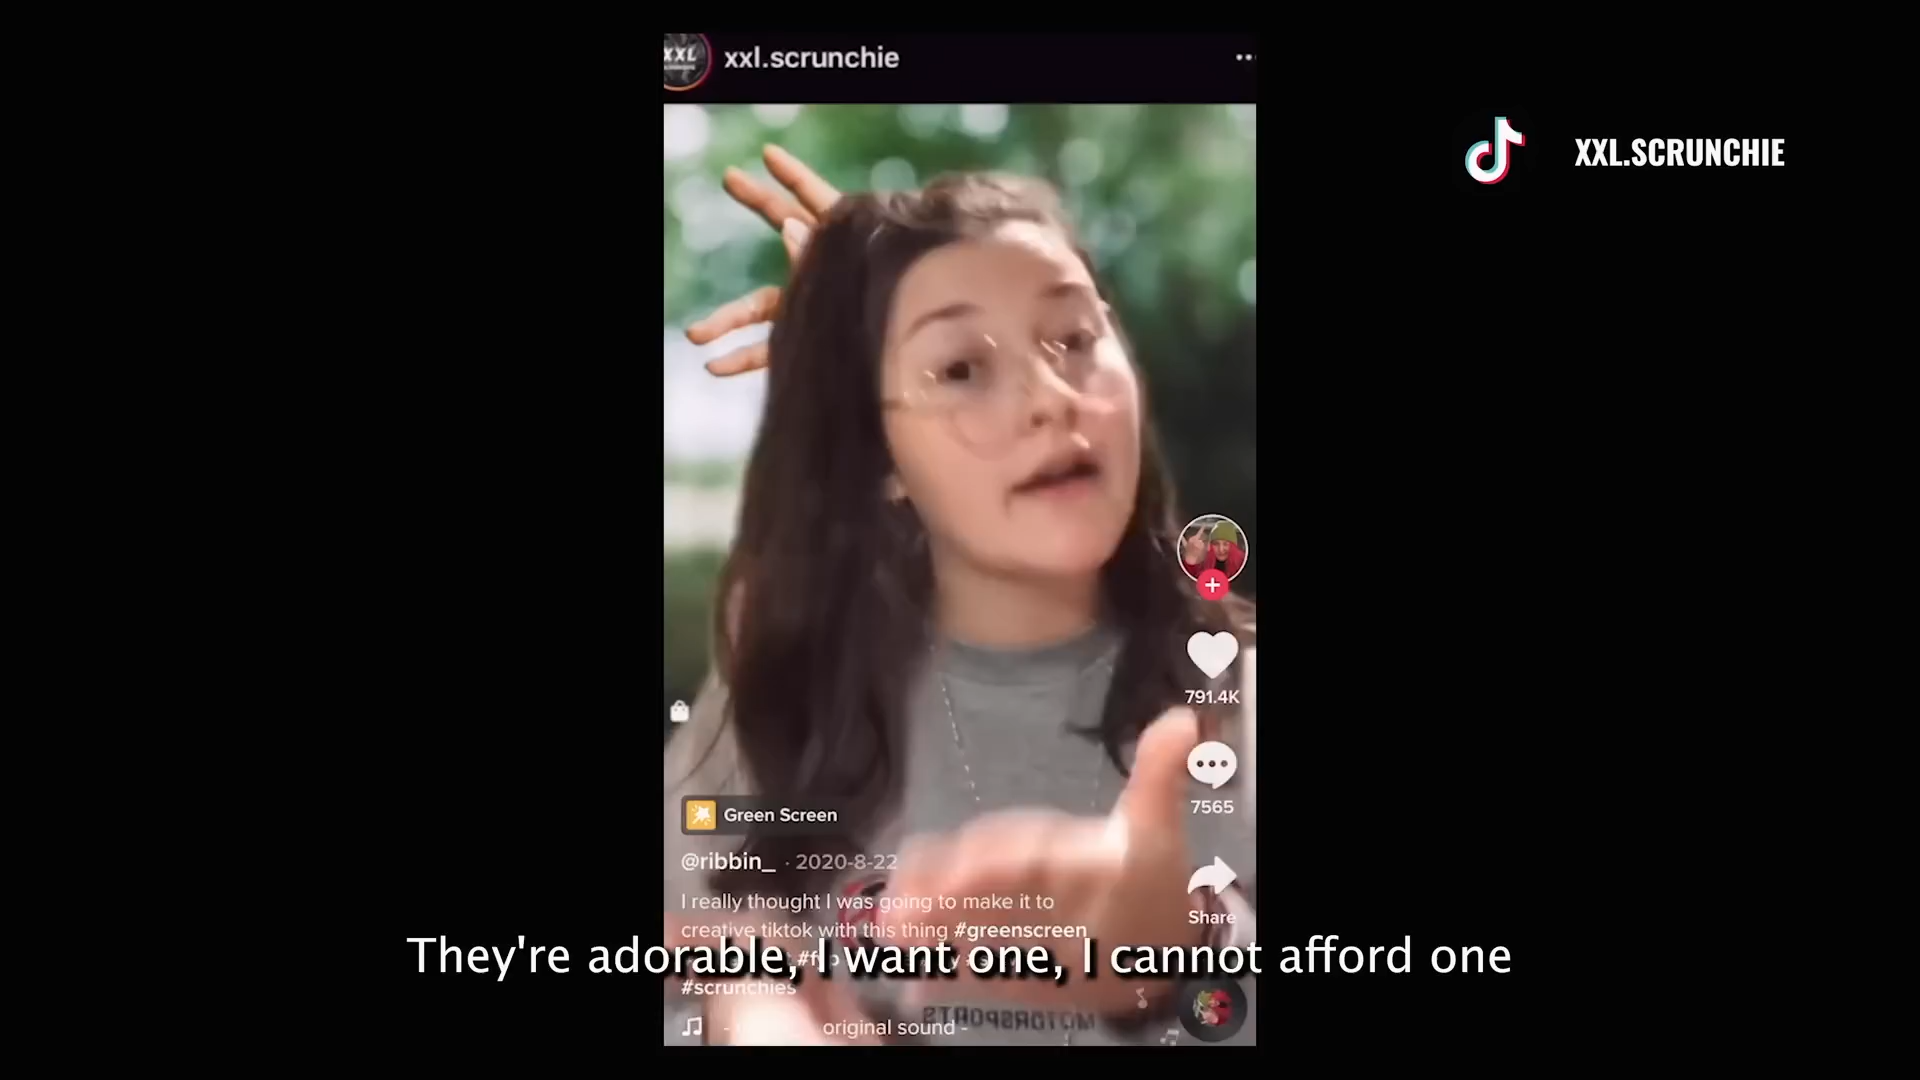 XXL
xxl.scrunchie
XXL.SCRUNCHIE
791.4K
7565
Green Screen
@ribbin_ · 2020-8-22
I really thought I was going to make it to
creative tiktok with this thing #greenscreen
Share
They're adorable, I want one, I cannot afford one
#scrunchies
MOTORSPORTS
original sound -